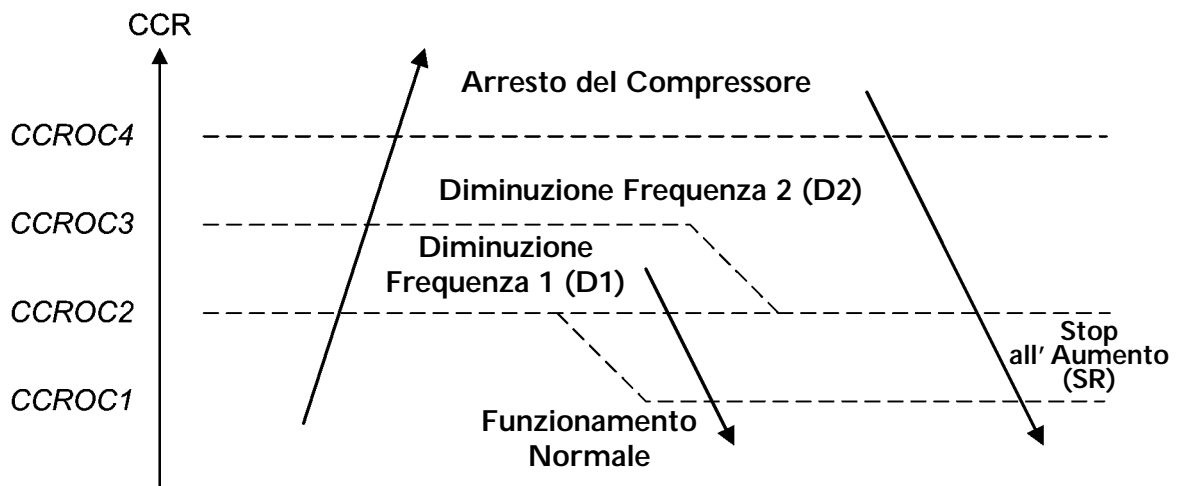 CCR
Arresto del Compressore
CCROC4
Diminuzione Frequenza 2 (D2)
CCROC3
Diminuzione
Frequenza 1 (D1)
CCROC2
Stop
all' Aumento
(SR)
CCROC1
Funzionamento
Normale